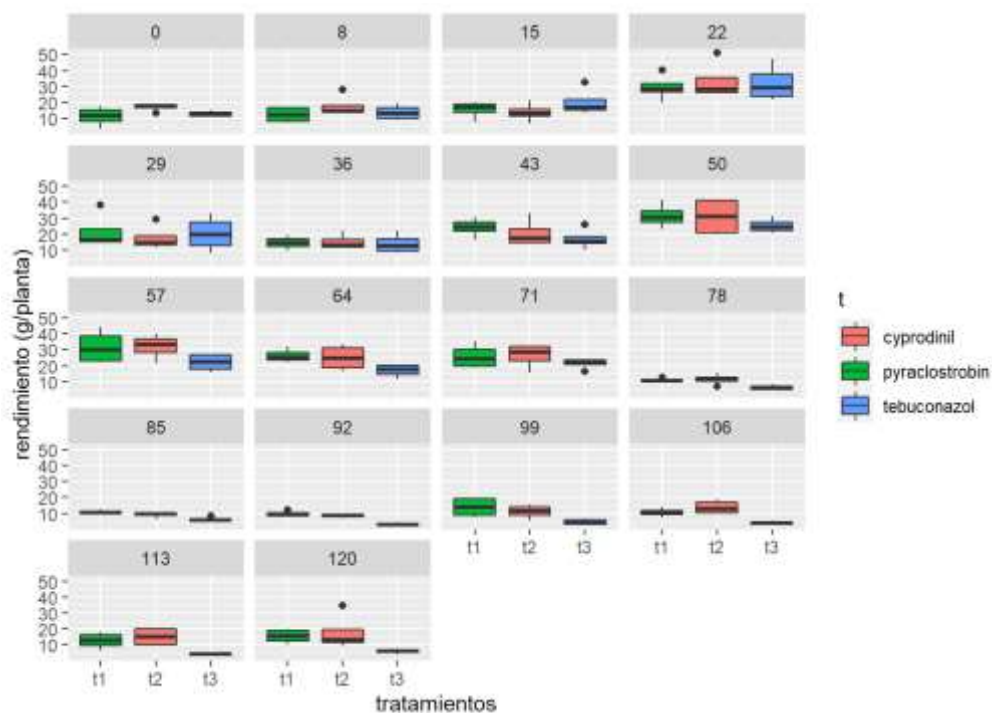 0 8 15 22
50
40
30
20
10
29 36 43 50
50
40
30
20
10
57 64 71 78
50
40
30
20
10
85 92 99 106
50
40
30
20
10
t1 t2 t3 t1 t2 t3
113 120
50
40
30
20
10
t1 t2 t3 t1 t2 t3
tratamientos
rendimiento (g/planta)
t
cyprodinil
pyraclostrobin
tebuconazol